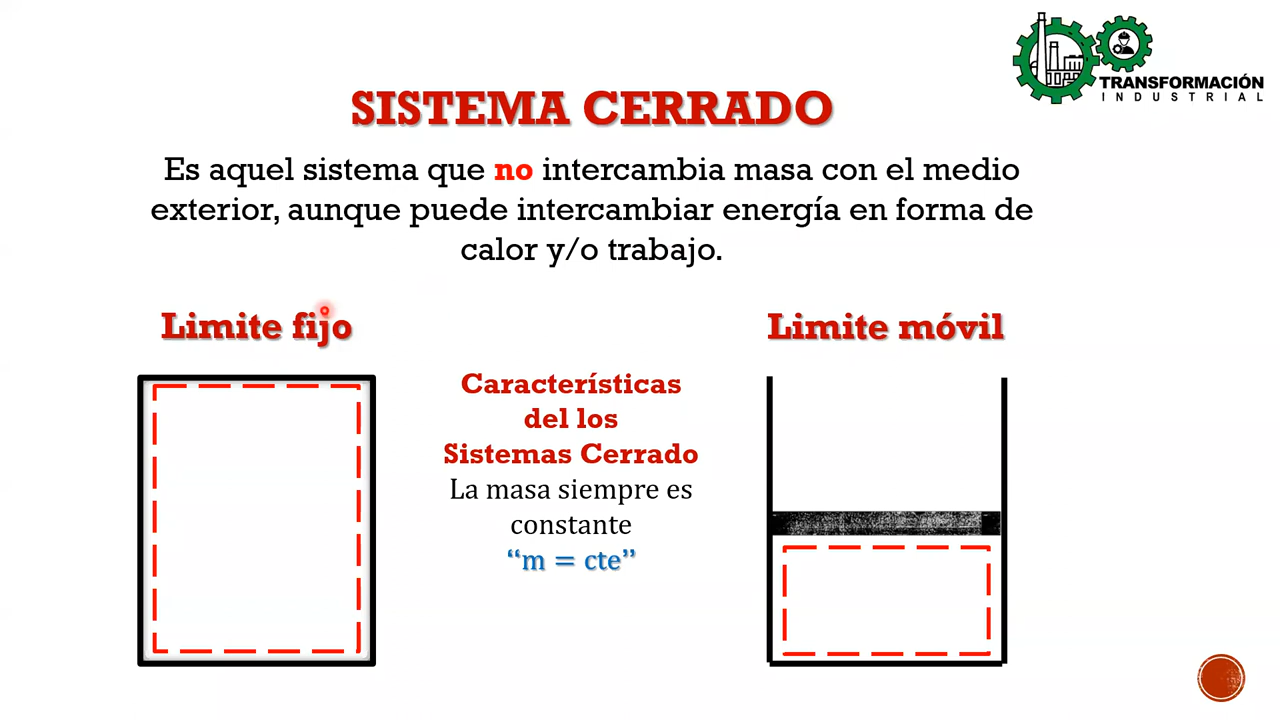 TRANSFORMACIÓN
INDUSTRIAL
SISTEMA CERRADO
Es aquel sistema que no intercambia masa con el medio
exterior, aunque puede intercambiar energía en forma de
calor y/o trabajo.
Limite fijo
Limite móvil
Características
del los
Sistemas Cerrado
La masa siempre es
constante
“m = cte”